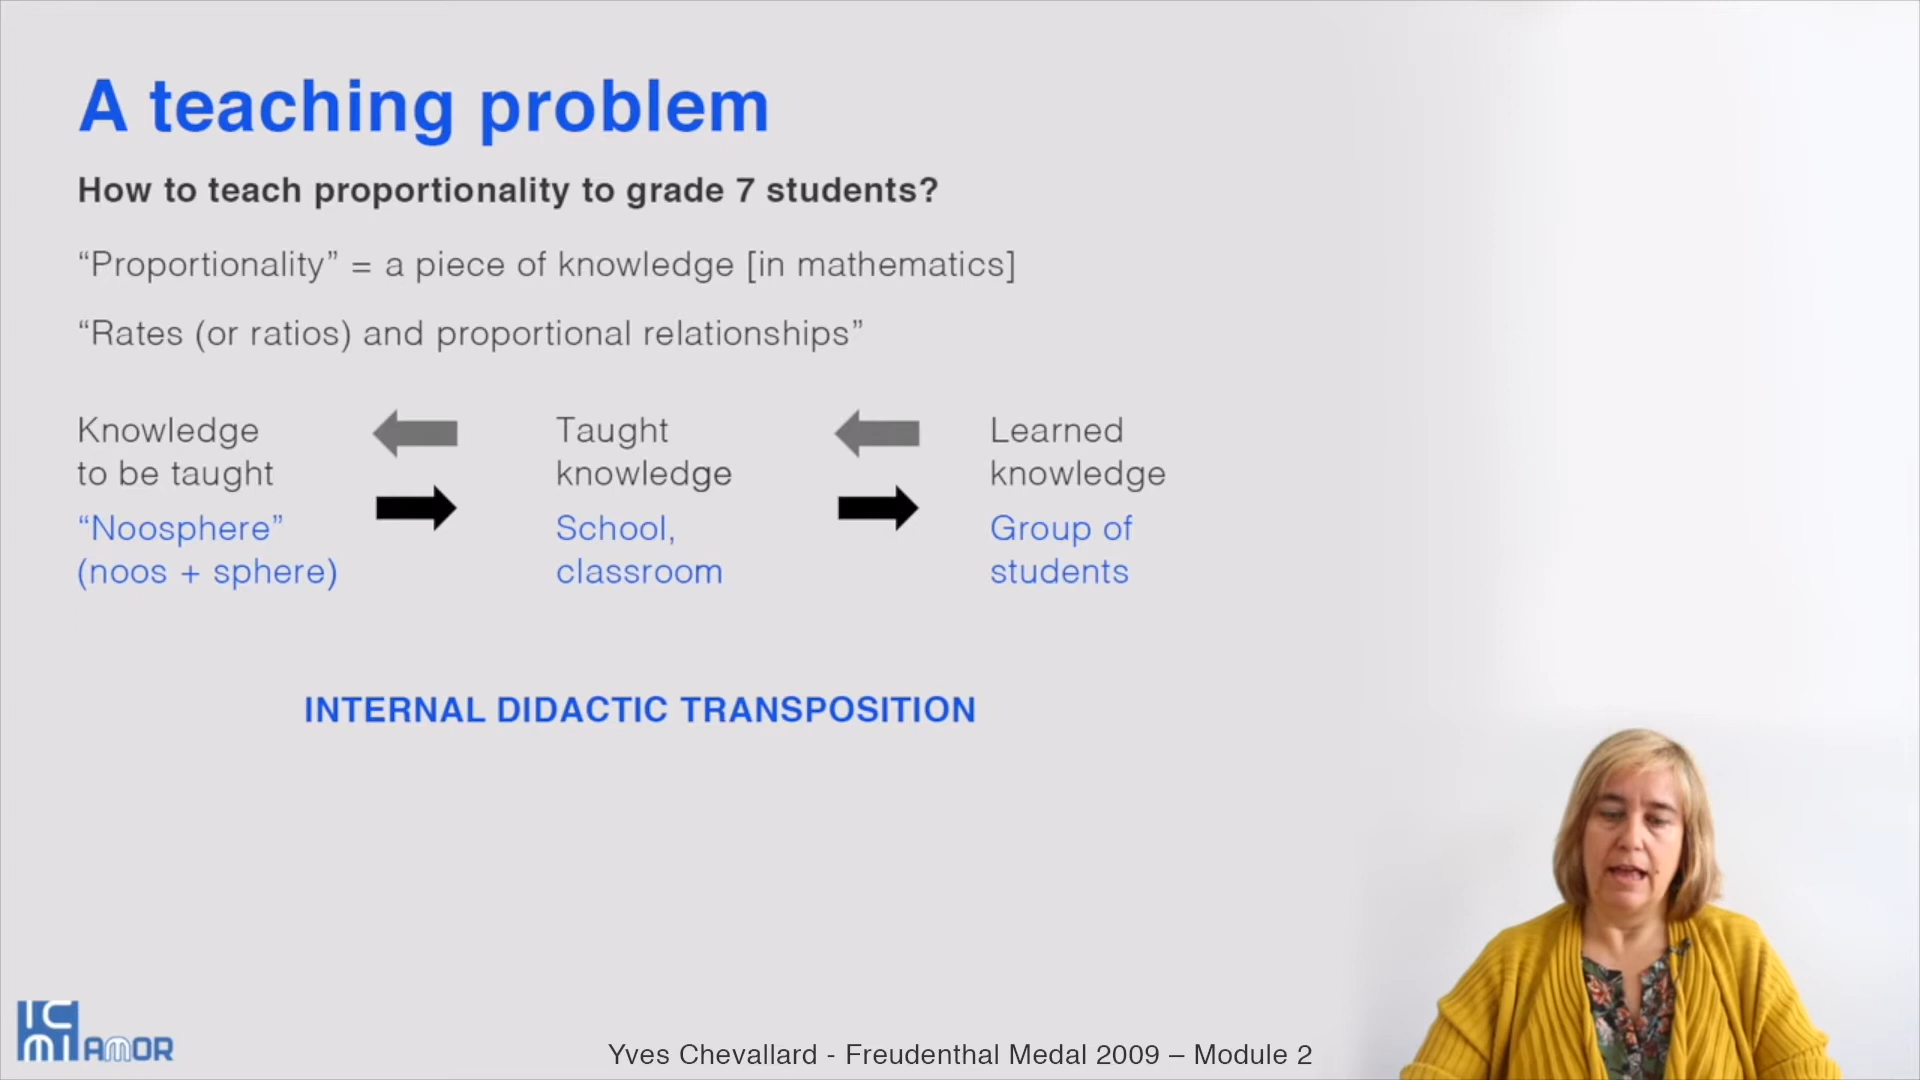 A teaching problem
How to teach proportionality to grade 7 students?
“Proportionality” = a piece of knowledge [in mathematics]
“Rates (or ratios) and proportional relationships”
Knowledge
to be taught
“Noosphere”
(noos + sphere)
Taught
knowledge
School,
classroom
Learned
knowledge
Group of
students
INTERNAL DIDACTIC TRANSPOSITION
IC
MI AMOR
Yves Chevallard - Freudenthal Medal 2009 – Module 2